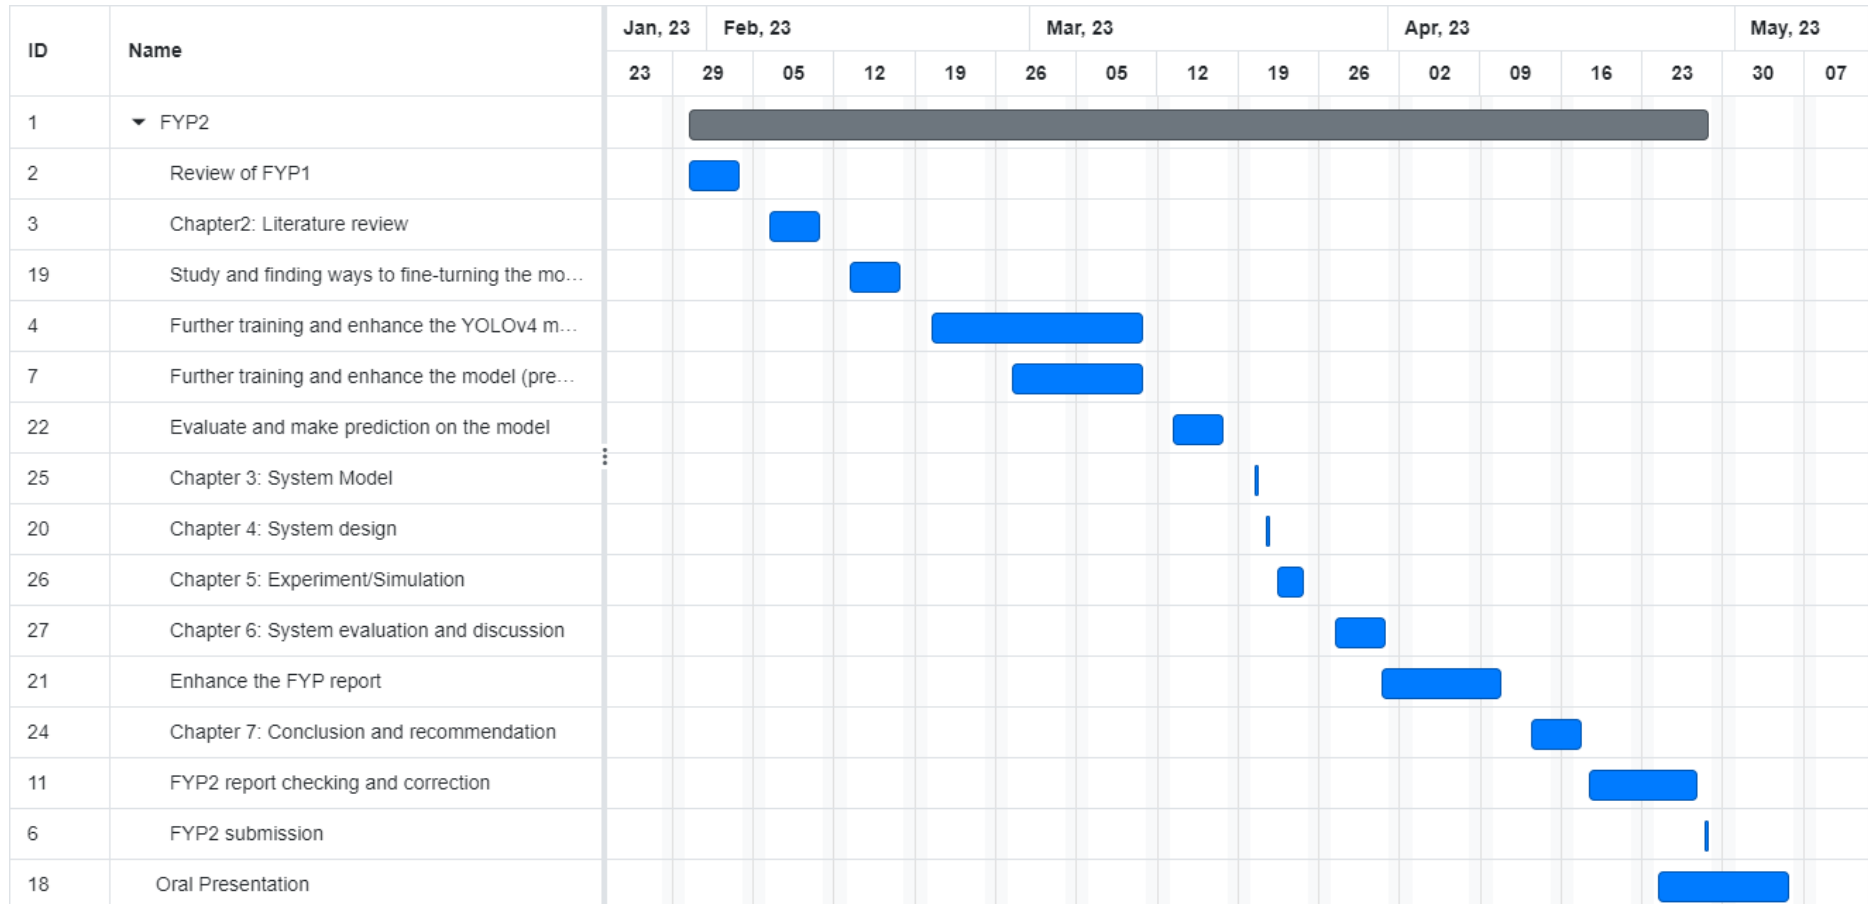 ID Name Jan, 23 Feb, 23 Mar, 23 Apr, 23 May, 23
23 29 05 12 19 26 05 12 19 26 02 09 16 23 30 07
1 FYP2
2 Review of FYP1
3 Chapter2: Literature review
19 Study and finding ways to fine-turning the mo...
4 Further training and enhance the YOLOv4 m...
7 Further training and enhance the model (pre...
22 Evaluate and make prediction on the model
25 Chapter 3: System Model
20 Chapter 4: System design
26 Chapter 5: Experiment/Simulation
27 Chapter 6: System evaluation and discussion
21 Enhance the FYP report
24 Chapter 7: Conclusion and recommendation
11 FYP2 report checking and correction
6 FYP2 submission
18 Oral Presentation